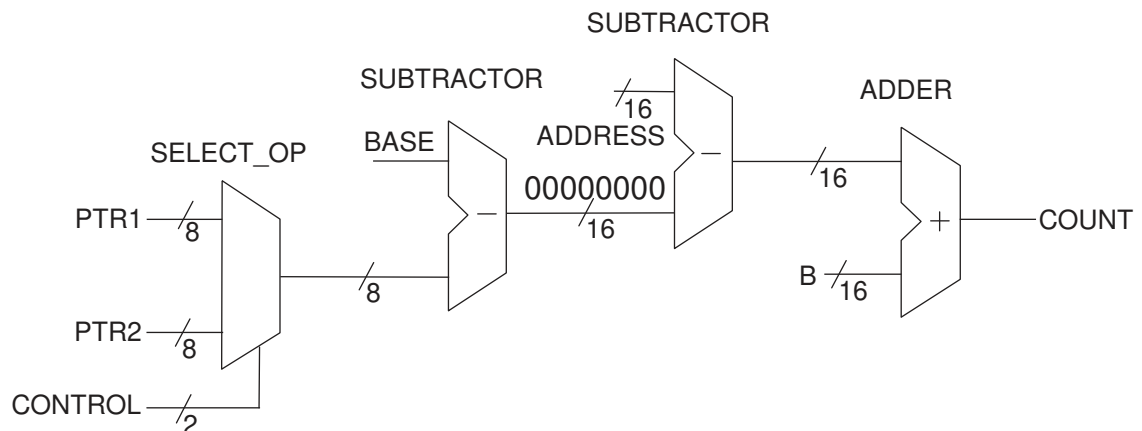 SUBTRACTOR
SUBTRACTOR
ADDER
16
SELECT_OP
BASE
ADDRESS
−
−
00000000
16
PTR1
8
16
+
COUNT
8
B
16
PTR2
8
CONTROL
2